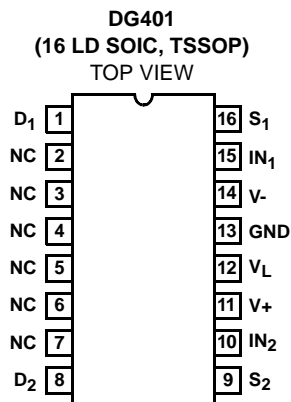 DG401
(16 LD SOIC, TSSOP)
TOP VIEW
D1 1 16 S1
NC 2 15 IN1
NC 3 14 V-
NC 4 13 GND
NC 5 12 VL
NC 6 11 V+
NC 7 10 IN2
D2 8 9 S2